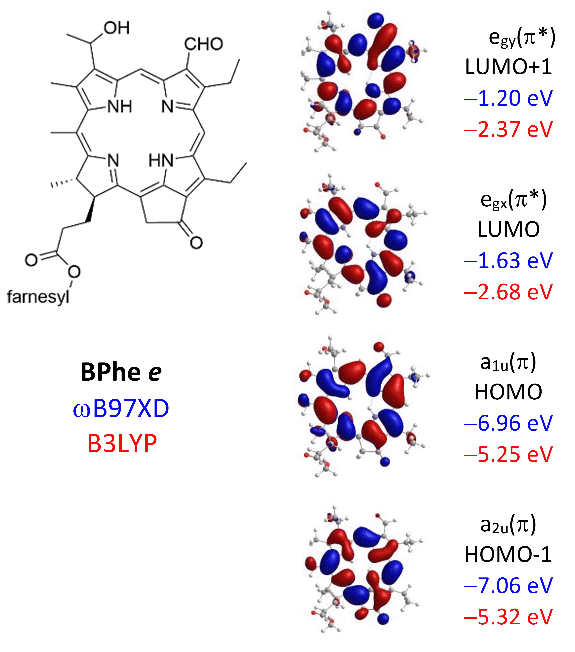 OH
CHO
NH
N
N
HN
O
O
O
farnesyl
BPhe e
ωB97XD
B3LYP
egy(π*)
LUMO+1
−1.20 eV
−2.37 eV
egx(π*)
LUMO
−1.63 eV
−2.68 eV
a1u(π)
HOMO
−6.96 eV
−5.25 eV
a2u(π)
HOMO-1
−7.06 eV
−5.32 eV